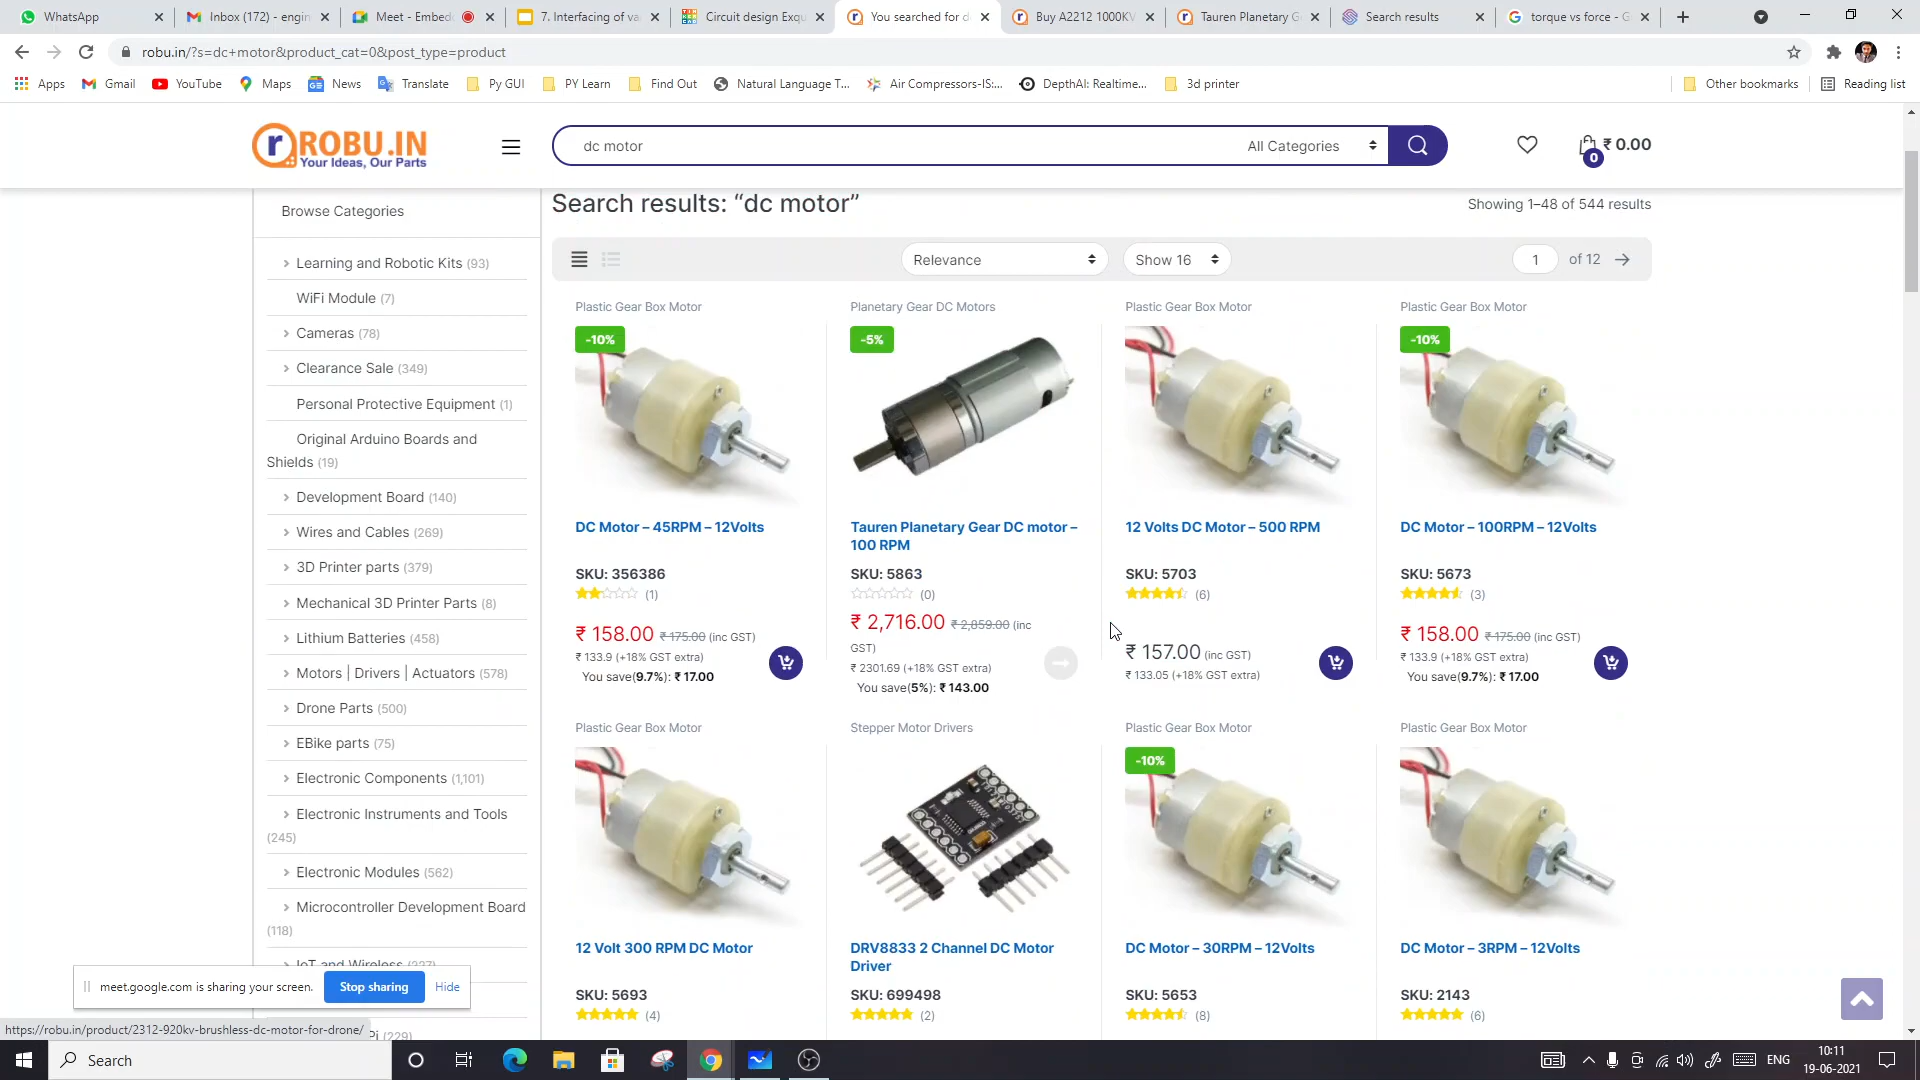 WhatsApp
Inbox (172) - engin
Meet - Embed
7. Interfacing of va
Circuit design Exqu
You searched for d
Buy A2212 1000KV
Tauren Planetary G
Search results
torque vs force - G
robu.in/?s=dc+motor&product_cat=0&post_type=product
Apps
Gmail
YouTube
Maps
News
Translate
Py GUI
PY Learn
Find Out
Natural Language T...
Air Compressors-IS:...
DepthAI: Realtime...
3d printer
Other bookmarks
Reading list
ROBU.IN
Your Ideas, Our Parts
dc motor
All Categories
0
₹ 0.00
Browse Categories
Learning and Robotic Kits (93)
WiFi Module (7)
Cameras (78)
Clearance Sale (349)
Personal Protective Equipment (1)
Original Arduino Boards and
Shields (19)
Development Board (140)
Wires and Cables (269)
3D Printer parts (379)
Mechanical 3D Printer Parts (8)
Lithium Batteries (458)
Motors | Drivers | Actuators (578)
Drone Parts (500)
EBike parts (75)
Electronic Components (1,101)
Electronic Instruments and Tools
(245)
Electronic Modules (562)
Microcontroller Development Board
(118)
IoT and Wireless
Pi (229)
Search results: “dc motor”
Showing 1–48 of 544 results
Relevance
Show 16
1
of 12
Plastic Gear Box Motor
-10%
DC Motor – 45RPM – 12Volts
SKU: 356386
(1)
₹ 158.00 ₹ 175.00 (inc GST)
₹ 133.9 (+18% GST extra)
You save(9.7%): ₹ 17.00
Planetary Gear DC Motors
-5%
Tauren Planetary Gear DC motor –
100 RPM
SKU: 5863
(0)
₹ 2,716.00 ₹ 2,859.00 (inc
GST)
₹ 2301.69 (+18% GST extra)
You save(5%): ₹ 143.00
Plastic Gear Box Motor
12 Volts DC Motor – 500 RPM
SKU: 5703
(6)
₹ 157.00 (inc GST)
₹ 133.05 (+18% GST extra)
Plastic Gear Box Motor
-10%
DC Motor – 100RPM – 12Volts
SKU: 5673
(3)
₹ 158.00 ₹ 175.00 (inc GST)
₹ 133.9 (+18% GST extra)
You save(9.7%): ₹ 17.00
Plastic Gear Box Motor
12 Volt 300 RPM DC Motor
SKU: 5693
(4)
Stepper Motor Drivers
DRV8833 2 Channel DC Motor
Driver
SKU: 699498
(2)
Plastic Gear Box Motor
-10%
DC Motor – 30RPM – 12Volts
SKU: 5653
(8)
Plastic Gear Box Motor
DC Motor – 3RPM – 12Volts
SKU: 2143
(6)
meet.google.com is sharing your screen.
Stop sharing
Hide
https://robu.in/product/2312-920kv-brushless-dc-motor-for-drone/
Search
ENG
10:11
19-06-2021